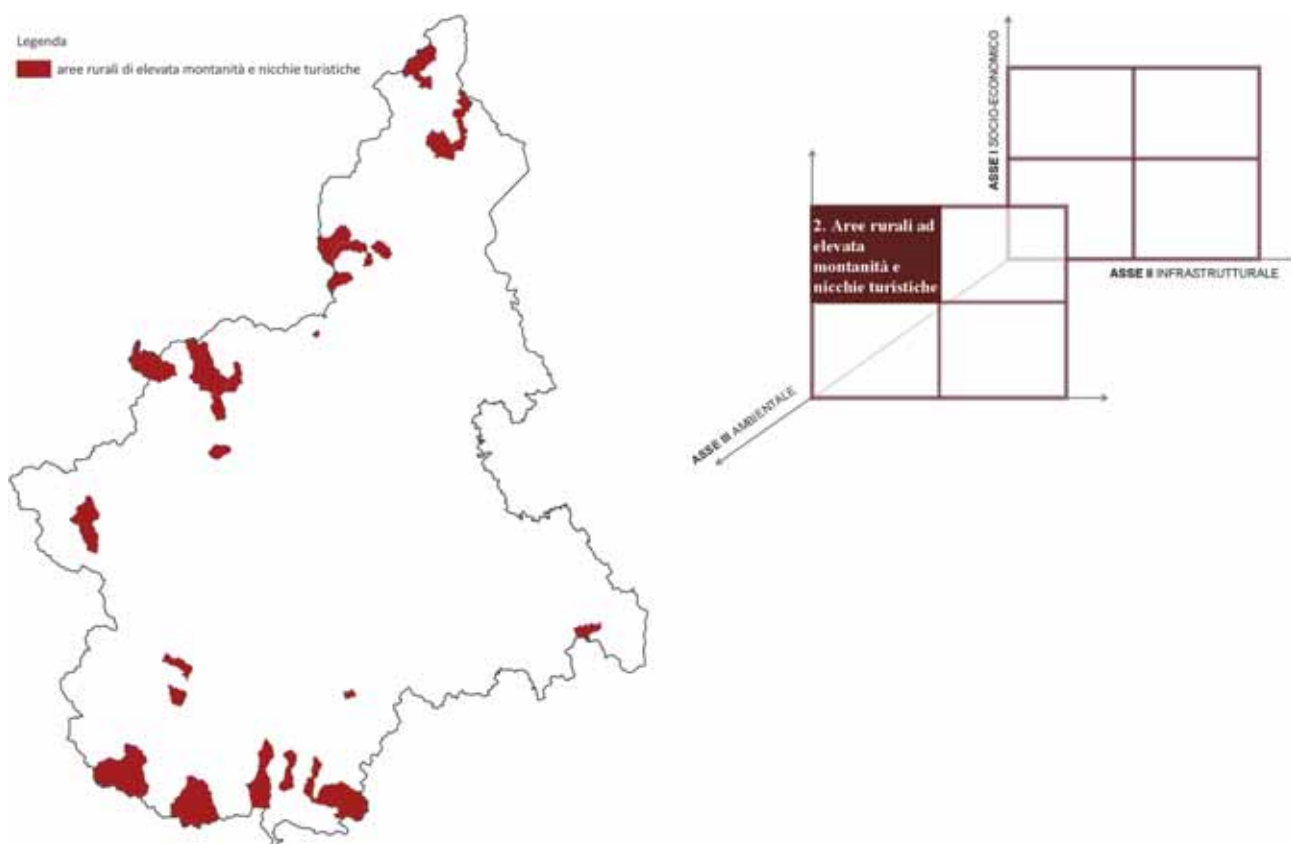 Legenda
aree rurali di elevata montanità e nicchie turistiche
ASSE I SOCIO-ECONOMICO
ASSE II INFRASTRUTTURALE
2. Aree rurali ad
elevata
montanità e
nicchie turistiche
ASSE III AMBIENTALE